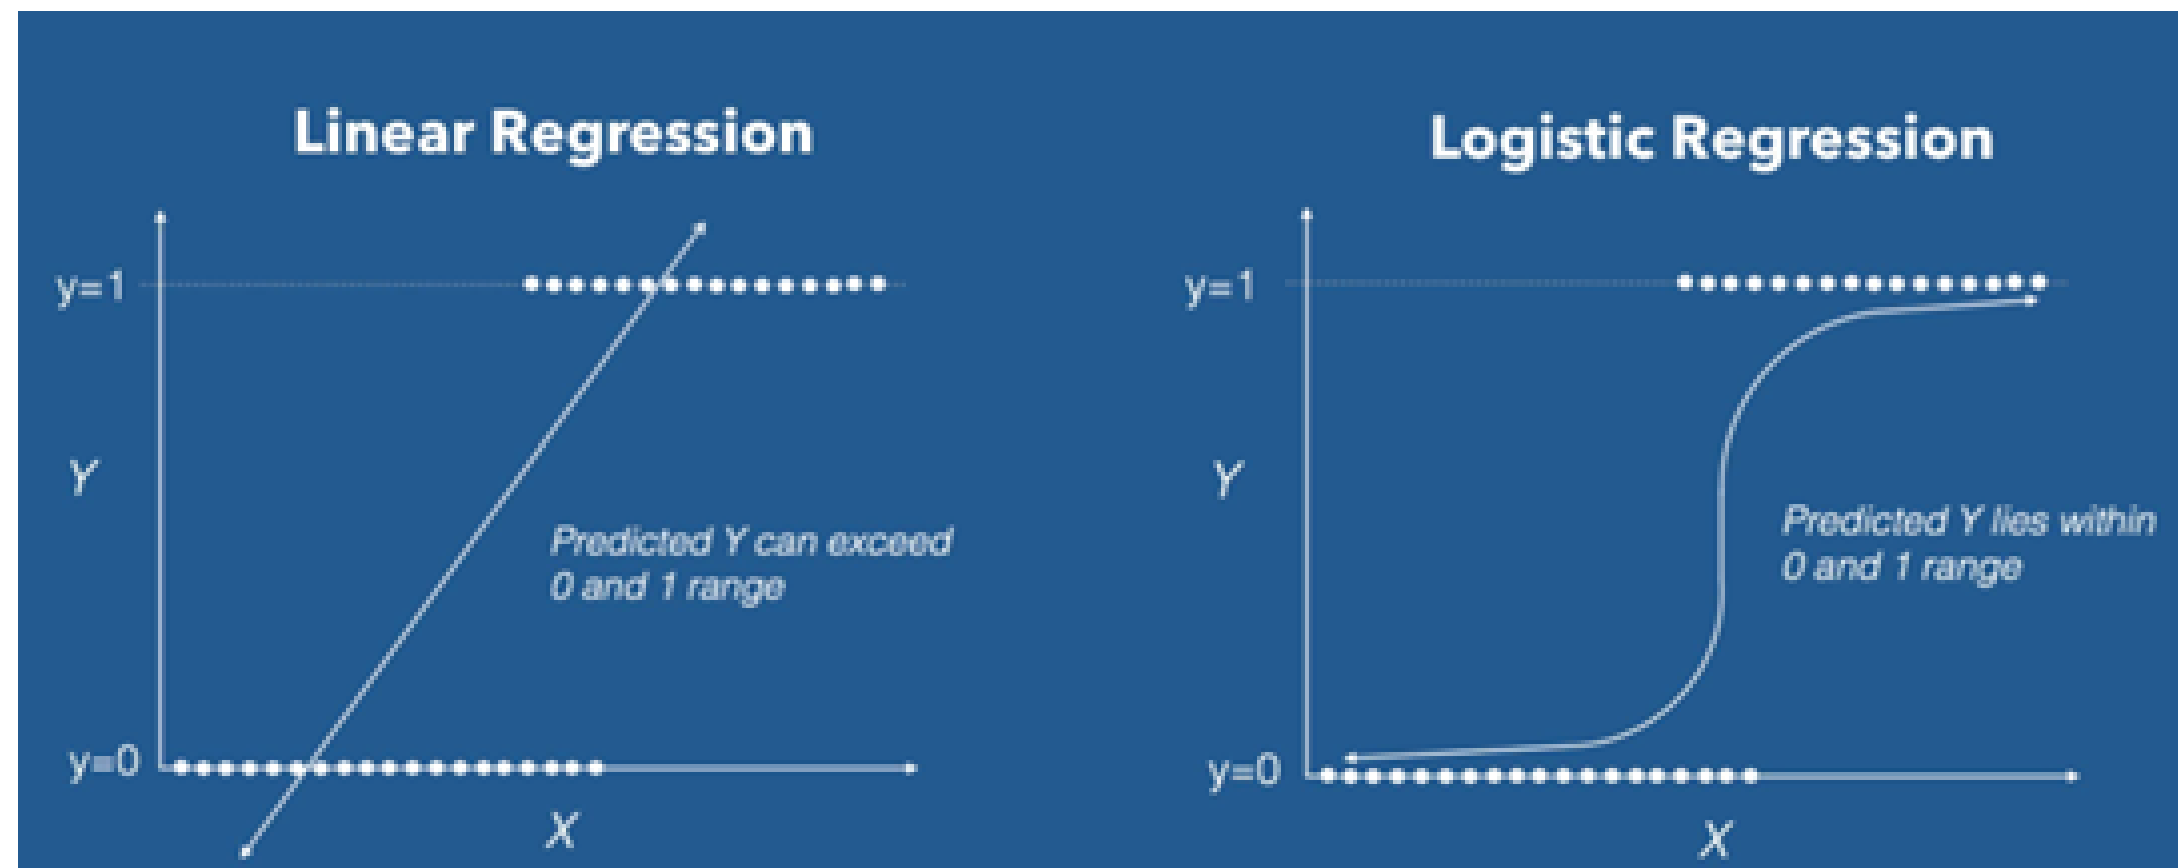 Linear Regression
y=1
Y
Predicted Y can exceed
0 and 1 range
y=0
X
Logistic Regression
y=1
Y
Predicted Y lies within
0 and 1 range
y=0
X